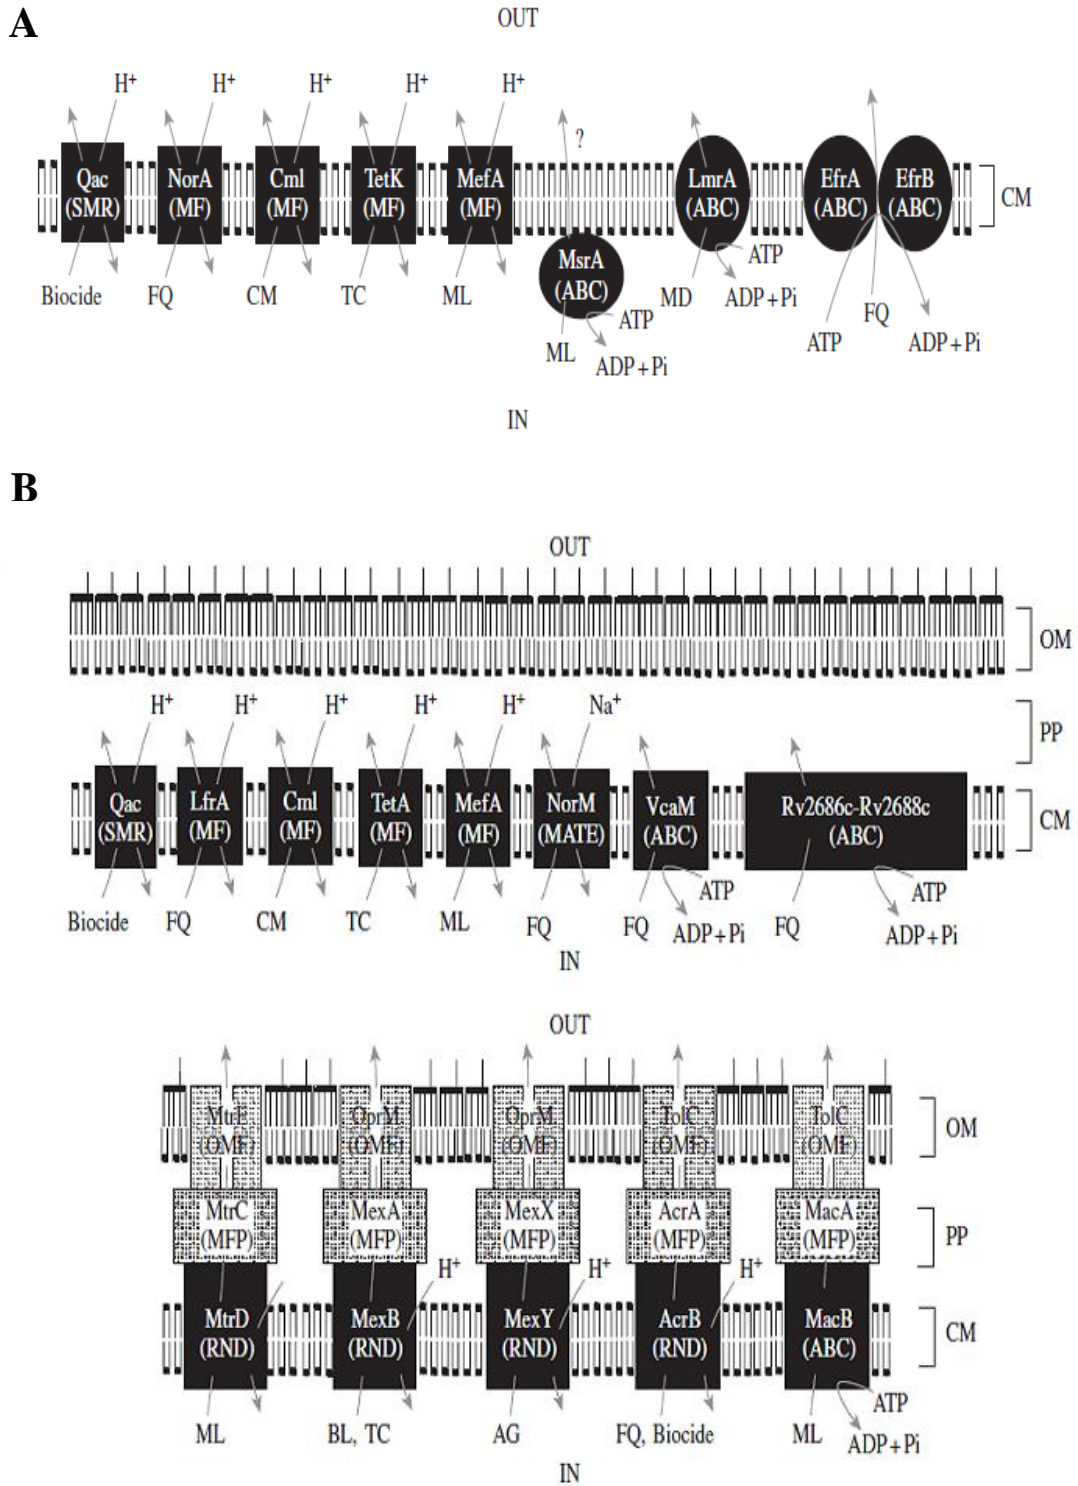 A
OUT
H+ H+ H+ H+ H+
?
Qac NorA Cml TetK MefA LmrA EfrA EfrB
(SMR) (MF) (MF) (MF) (MF) (ABC) (ABC) (ABC)
CM
MsrA
(ABC)
ATP
Biocide FQ CM TC ML MD ADP+Pi
FQ
ATP
ML ADP+Pi
ATP ADP+Pi
IN
B
OUT
OM
H+ H+ H+ H+ H+ Na+
PP
Qac LfrA Cml TetA MefA NorM VcaM Rv2686c-Rv2688c
(SMR) (MF) (MF) (MF) (MF) (MATE) (ABC) (ABC)
CM
ATP ATP
Biocide FQ CM TC ML FQ FQ ADP+Pi FQ ADP+Pi
IN
OUT
MtrE OprM OprM TolC TolC
(OMF) (OMF) (OMF) (OMF) (OMF)
OM
MtrC MexA MexX AcrA MacA
(MFP) (MFP) (MFP) (MFP) (MFP)
PP
H+ H+ H+
MtrD MexB MexY AcrB MacB
(RND) (RND) (RND) (RND) (ABC)
CM
ATP
ML BL, TC AG FQ, Biocide ML ADP+Pi
IN